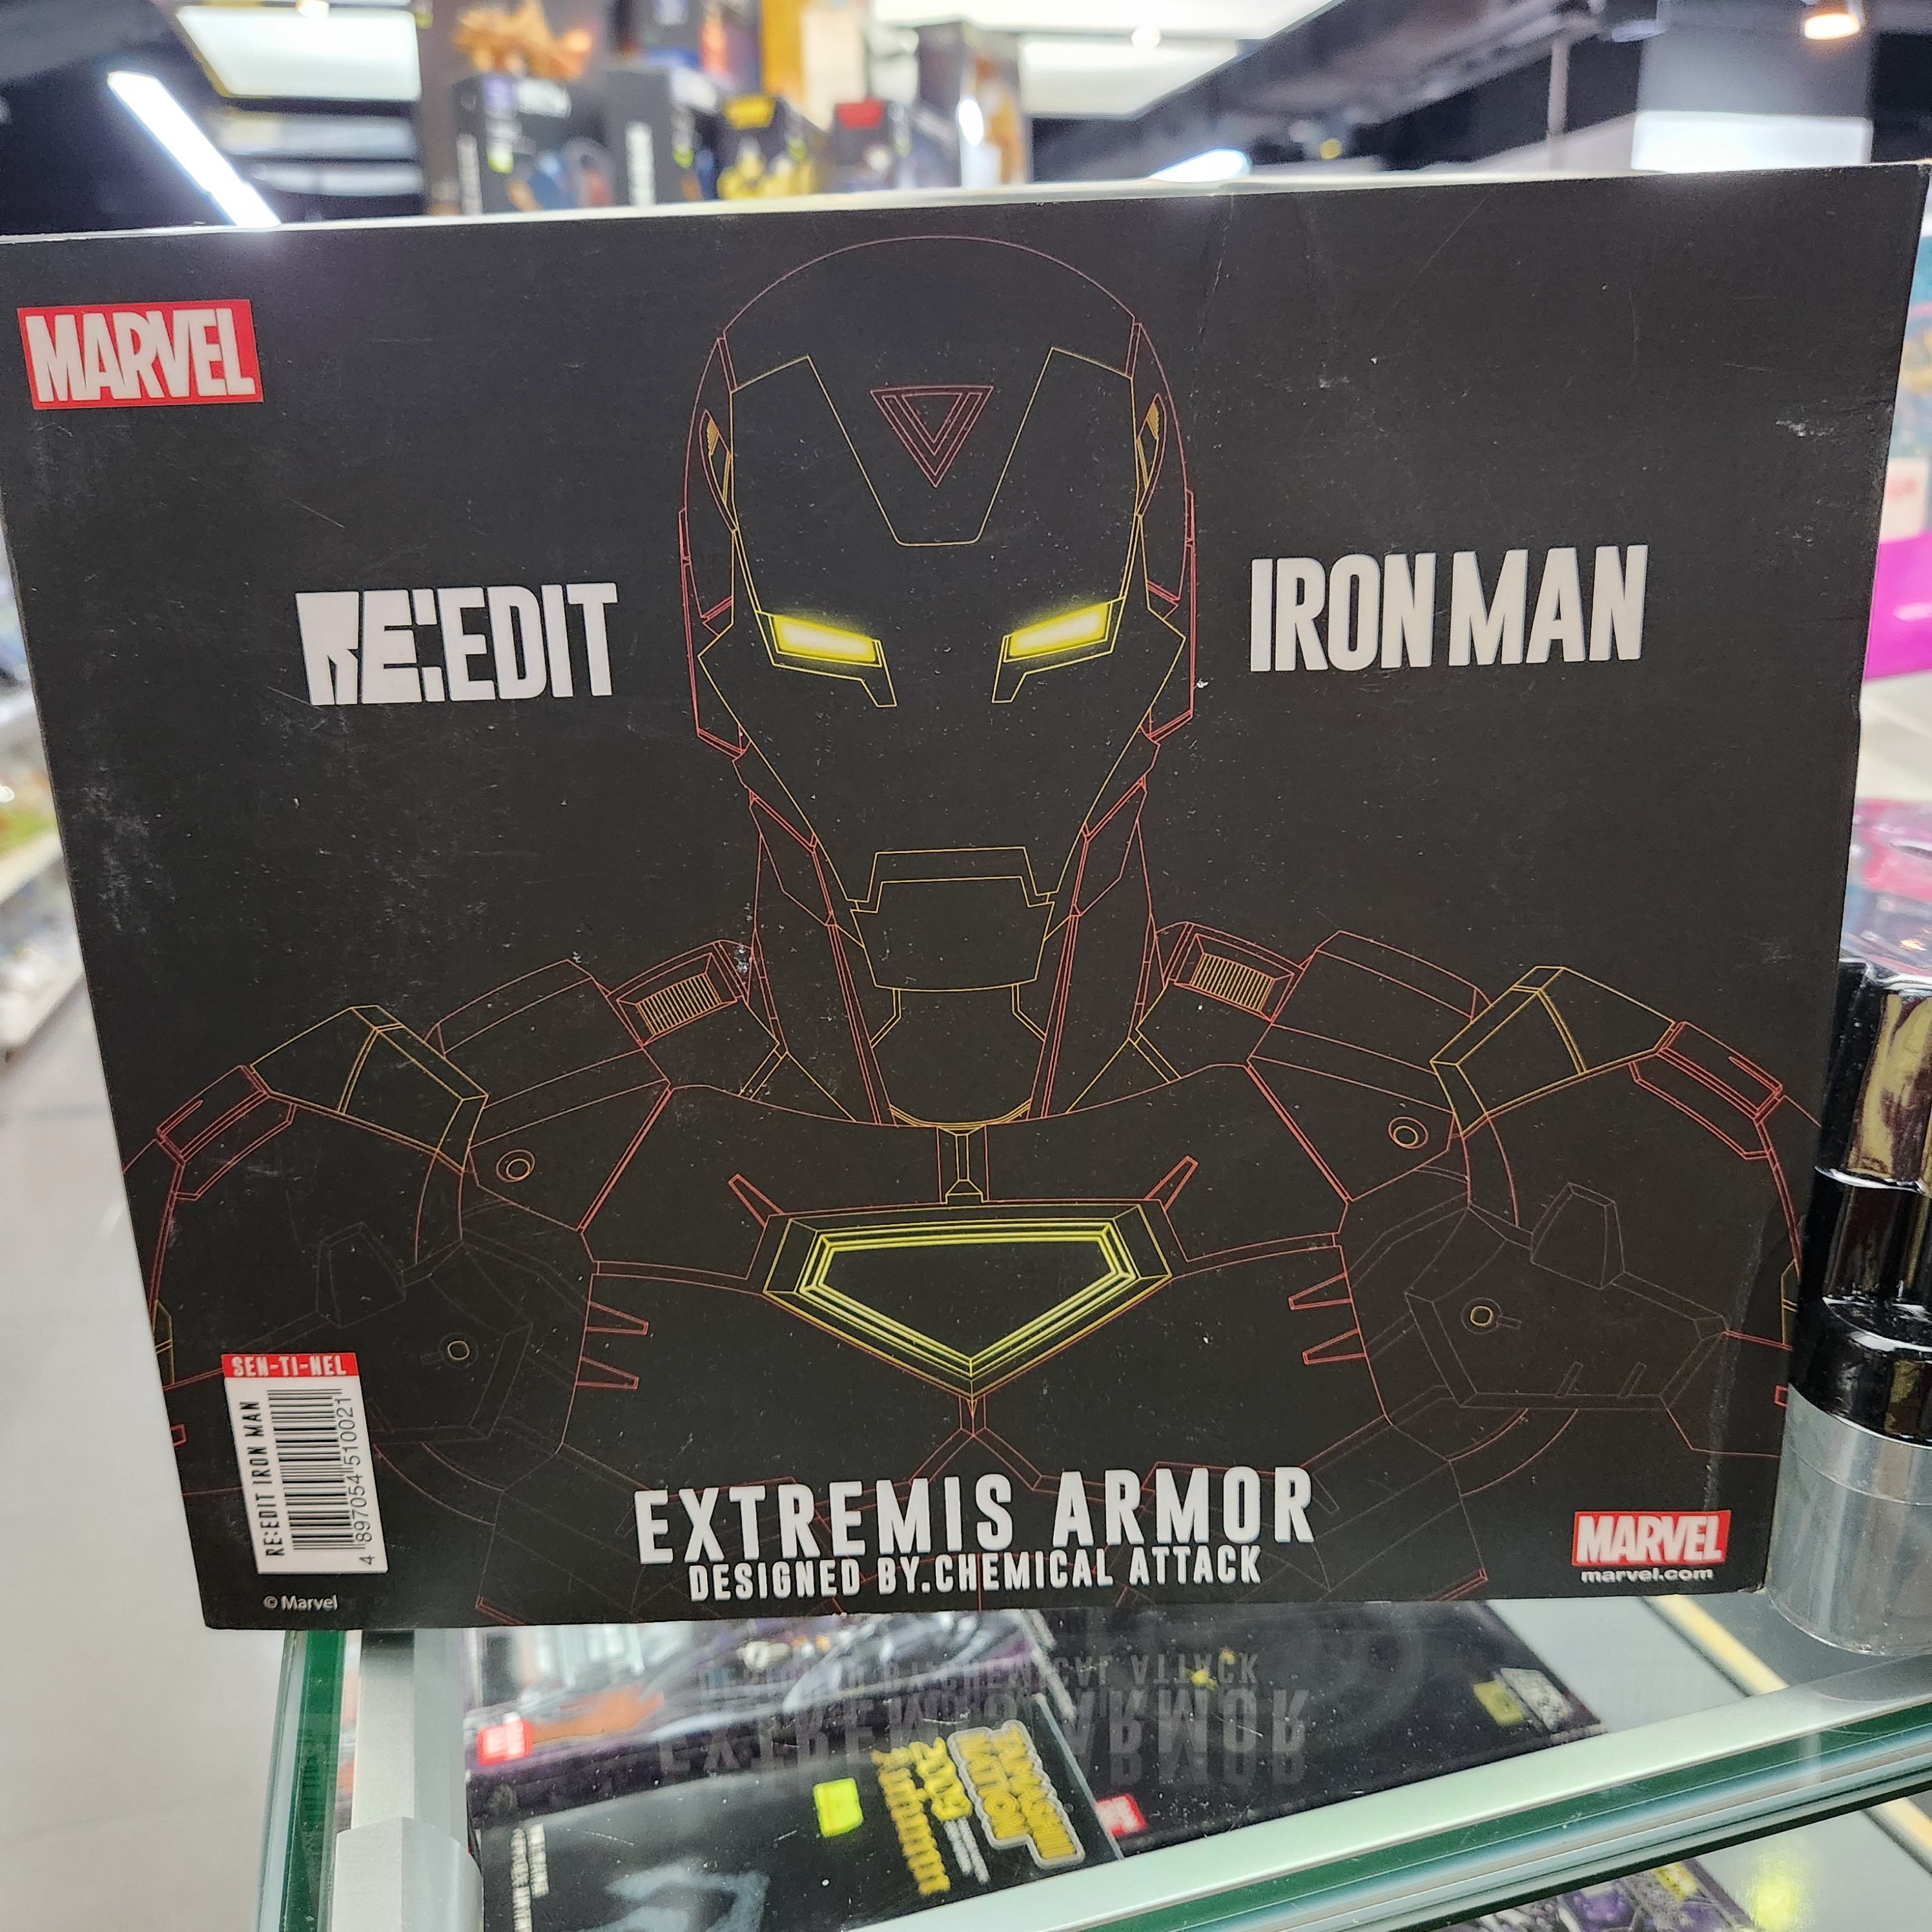 MARVEL
RE:EDIT
IRON MAN
SEN-TI-NEL
RE:EDIT IRON MAN
4 897054 510021
EXTREMIS ARMOR
DESIGNED BY.CHEMICAL ATTACK
© Marvel
MARVEL
marvel.com